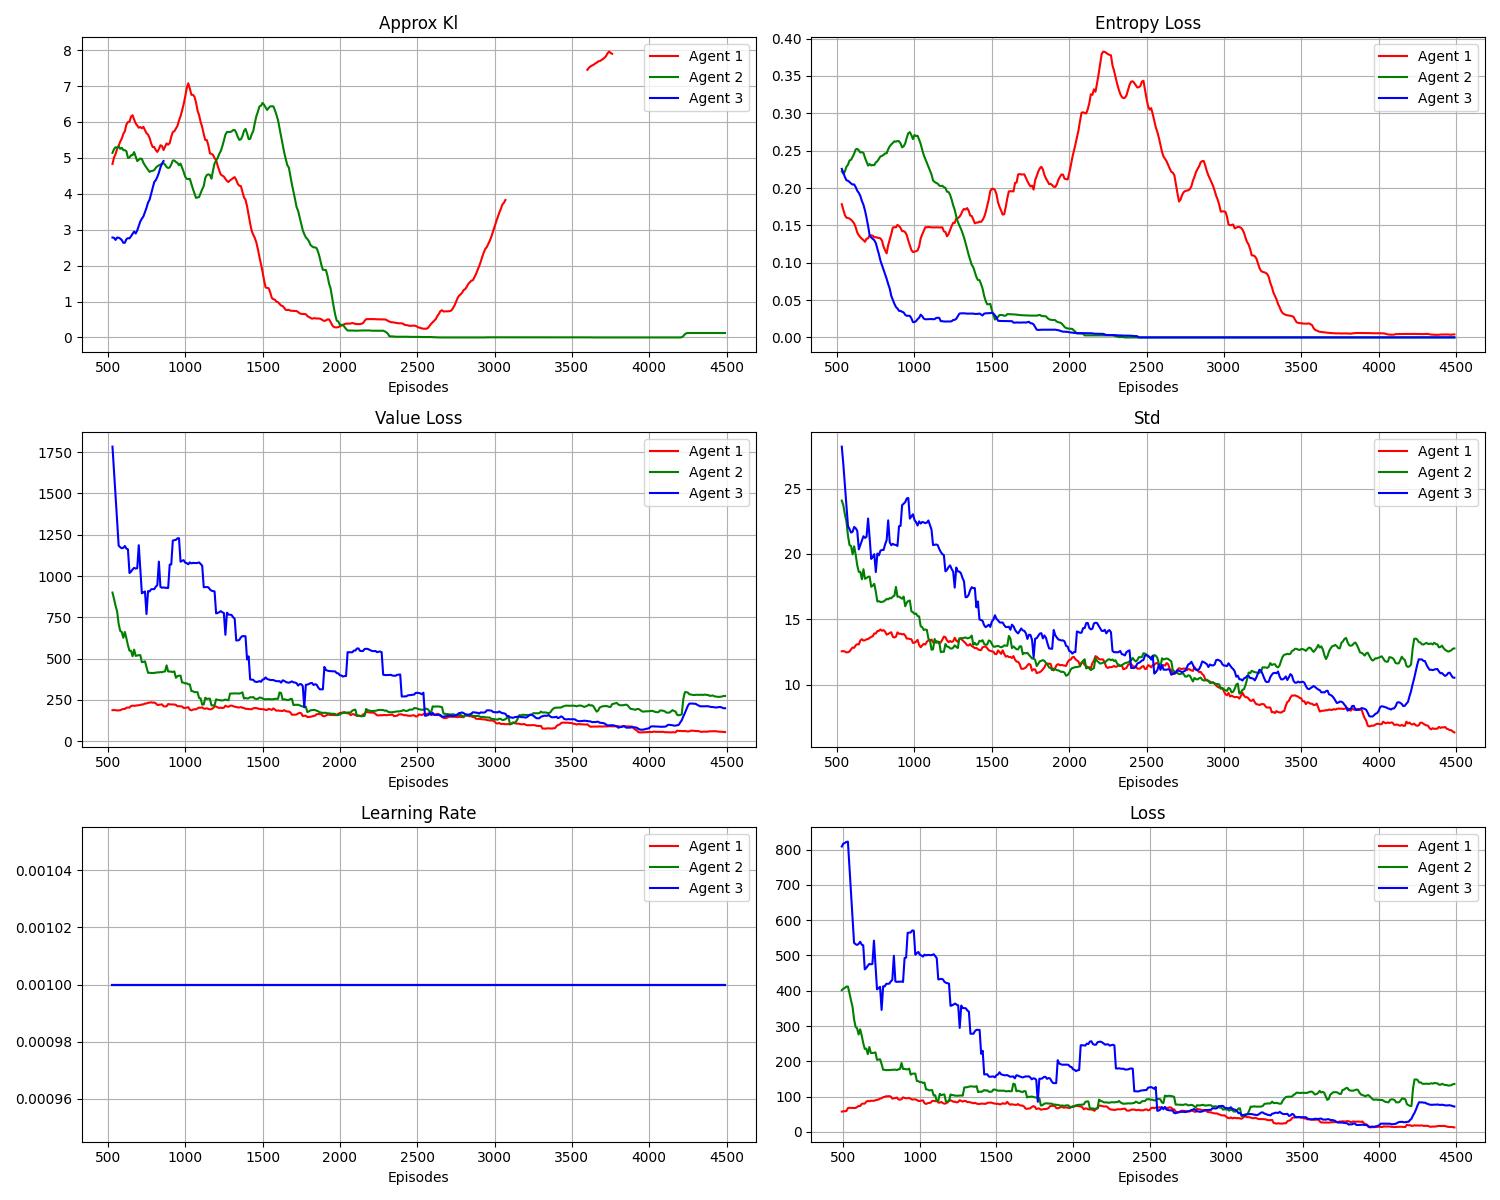 Approx Kl
8
7
6
5
4
3
2
1
0
Agent 1
Agent 2
Agent 3
500 1000 1500 2000 2500 3000 3500 4000 4500
Episodes
Entropy Loss
0.40
0.35
0.30
0.25
0.20
0.15
0.10
0.05
0.00
Agent 1
Agent 2
Agent 3
500 1000 1500 2000 2500 3000 3500 4000 4500
Episodes
Value Loss
1750
1500
1250
1000
750
500
250
0
Agent 1
Agent 2
Agent 3
500 1000 1500 2000 2500 3000 3500 4000 4500
Episodes
Std
25
20
15
10
Agent 1
Agent 2
Agent 3
500 1000 1500 2000 2500 3000 3500 4000 4500
Episodes
Learning Rate
0.00104
0.00102
0.00100
0.00098
0.00096
Agent 1
Agent 2
Agent 3
500 1000 1500 2000 2500 3000 3500 4000 4500
Episodes
Loss
800
700
600
500
400
300
200
100
0
Agent 1
Agent 2
Agent 3
500 1000 1500 2000 2500 3000 3500 4000 4500
Episodes